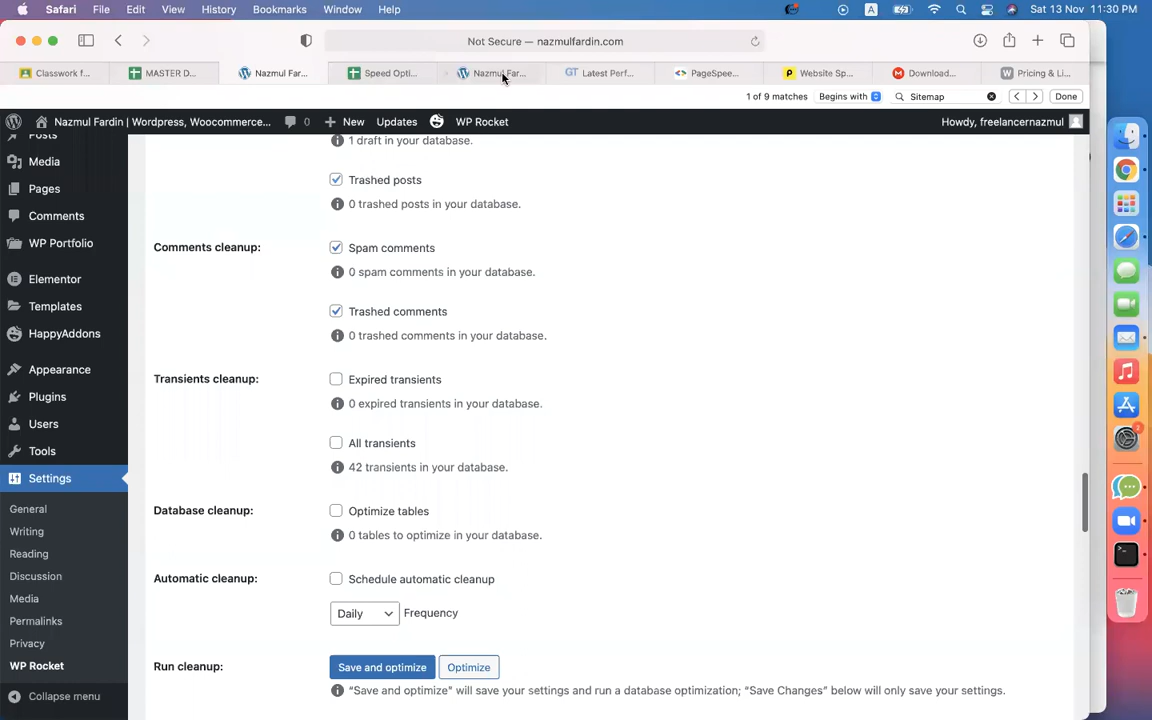 Safari File Edit View History Bookmarks Window Help A Sat 13 Nov 11:30 PM
Not Secure — nazmulfardin.com
Classwork f... MASTER D... Nazmul Far... Speed Opti... Nazmul Far... GT Latest Perf... PageSpee... Website Sp... Download... Pricing & Li...
1 of 9 matches Begins with Sitemap Done
Nazmul Fardin | Wordpress, Woocommerce... 0 New Updates WP Rocket Howdy, freelancernazmul
Posts
Media
Pages
Comments
WP Portfolio
Elementor
Templates
HappyAddons
Appearance
Plugins
Users
Tools
Settings
General
Writing
Reading
Discussion
Media
Permalinks
Privacy
WP Rocket
Collapse menu
1 draft in your database.
Trashed posts
0 trashed posts in your database.
Comments cleanup:
Spam comments
0 spam comments in your database.
Trashed comments
0 trashed comments in your database.
Transients cleanup:
Expired transients
0 expired transients in your database.
All transients
42 transients in your database.
Database cleanup:
Optimize tables
0 tables to optimize in your database.
Automatic cleanup:
Schedule automatic cleanup
Daily Frequency
Run cleanup:
Save and optimize Optimize
“Save and optimize” will save your settings and run a database optimization; “Save Changes” below will only save your settings.
2